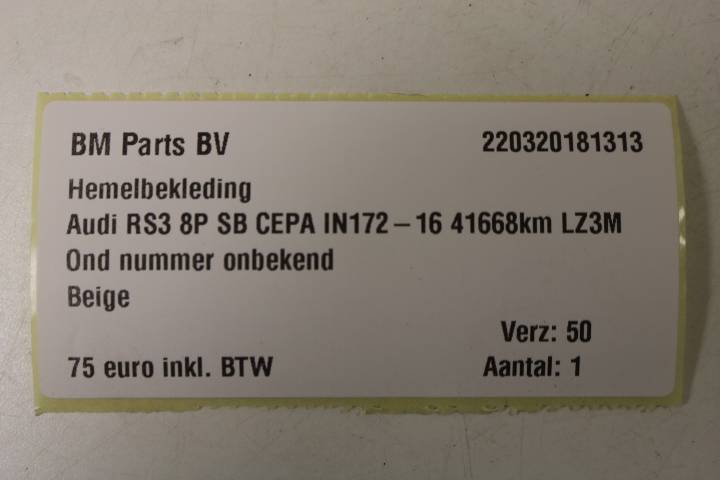 BM Parts BV 220320181313
Hemelbekleding
Audi RS3 8P SB CEPA IN172 – 16 41668km LZ3M
Ond nummer onbekend
Beige
Verz: 50
75 euro inkl. BTW Aantal: 1